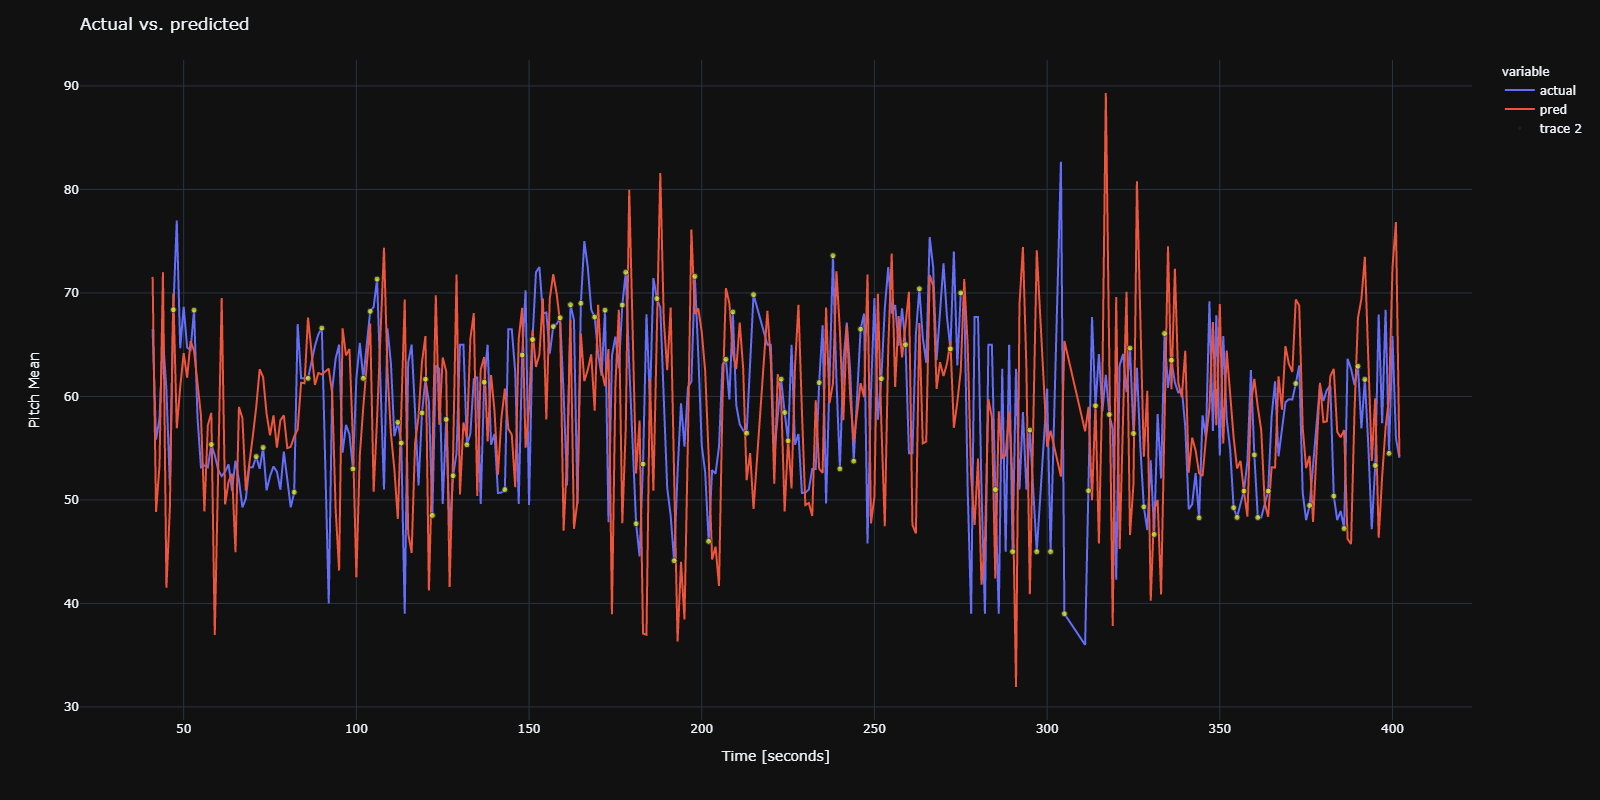 Actual vs. predicted
variable
actual
pred
trace 2
90
80
70
60
50
40
30
Pitch Mean
50
100
150
200
250
300
350
400
Time [seconds]